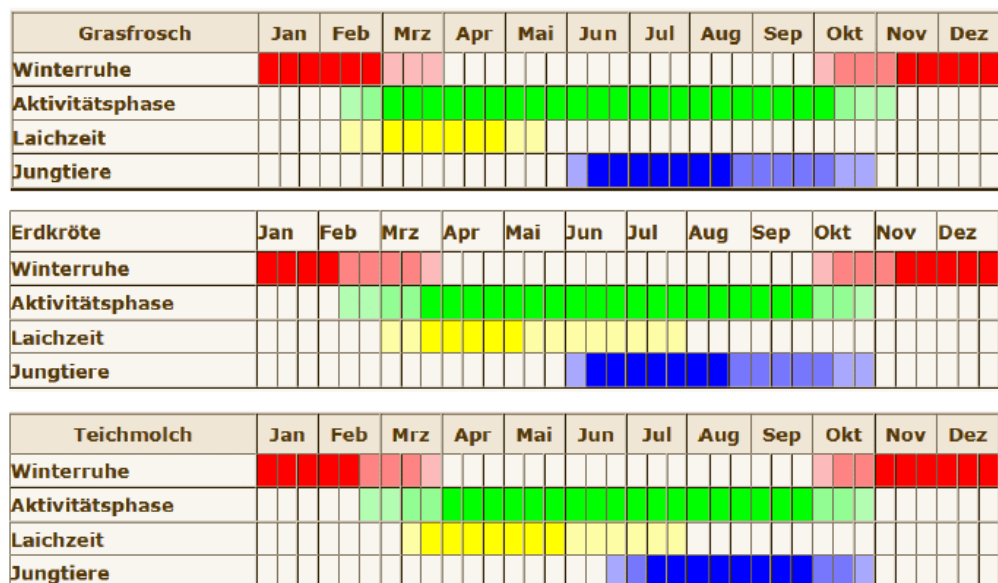 Grasfrosch Jan Feb Mrz Apr Mai Jun Jul Aug Sep Okt Nov Dez
Winterruhe
Aktivitätsphase
Laichzeit
Jungtiere
Erdkröte Jan Feb Mrz Apr Mai Jun Jul Aug Sep Okt Nov Dez
Winterruhe
Aktivitätsphase
Laichzeit
Jungtiere
Teichmolch Jan Feb Mrz Apr Mai Jun Jul Aug Sep Okt Nov Dez
Winterruhe
Aktivitätsphase
Laichzeit
Jungtiere